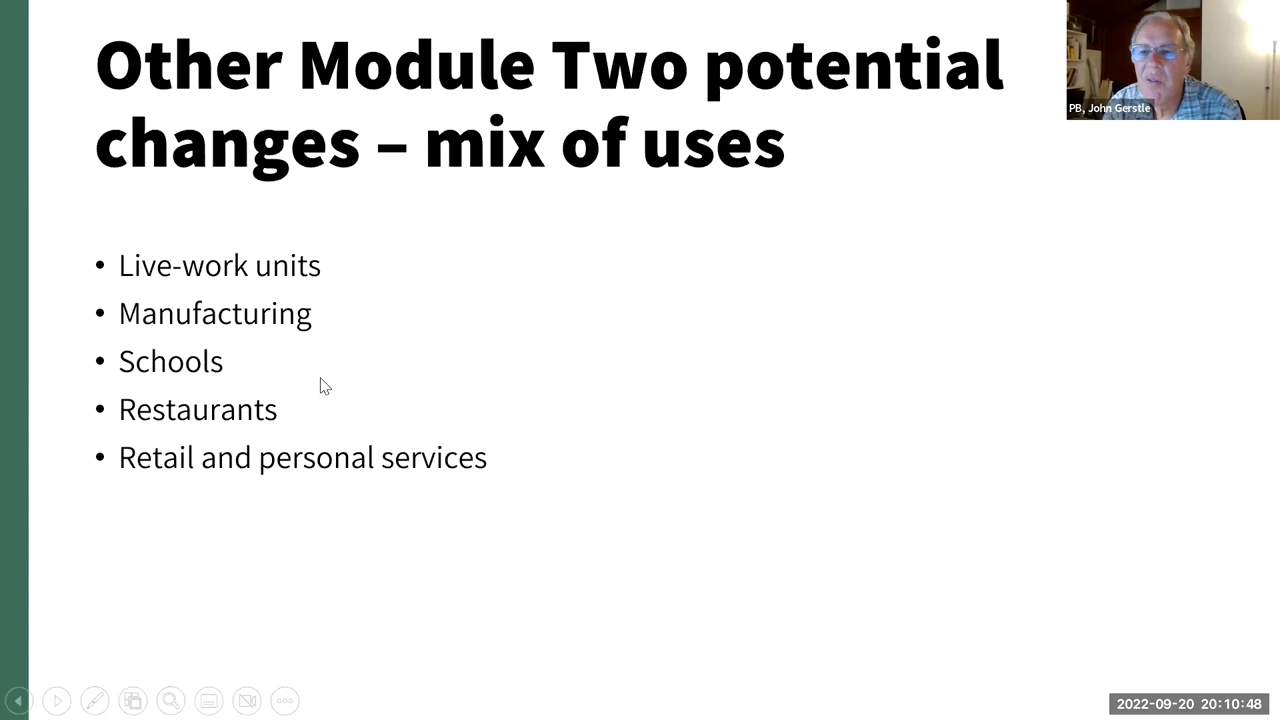 Other Module Two potential
changes – mix of uses
PB, John Gerstle
• Live-work units
• Manufacturing
• Schools
• Restaurants
• Retail and personal services
2022-09-20 20:10:48